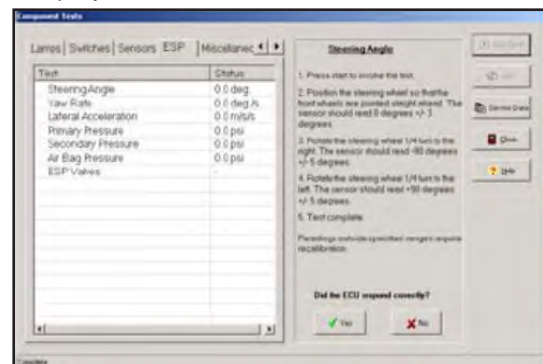 Component Tests
Lamps Switches Sensors ESP Miscellanec
Test Status
Steering Angle 0.0 deg
Yaw Rate 0.0 deg/s
Lateral Acceleration 0.0 m/s/s
Primary Pressure 0.0 psi
Secondary Pressure 0.0 psi
Air Bag Pressure 0.0 psi
ESP Valves -
Steering Angle
1. Press start to invoke the test.
2. Position the steering wheel so that the
front wheels are pointed straight ahead. The
sensor should read 0 degrees +/- 3
degrees.
3. Rotate the steering wheel 1/4 turn to the
right. The sensor should read -90 degrees
+/- 5 degrees.
4. Rotate the steering wheel 1/4 turn to the
left. The sensor should read +90 degrees
+/- 5 degrees.
5. Test complete.
Readings outside specified ranges require
recalibration.
Did the ECU respond correctly?
Yes No
Close
Help
Complete